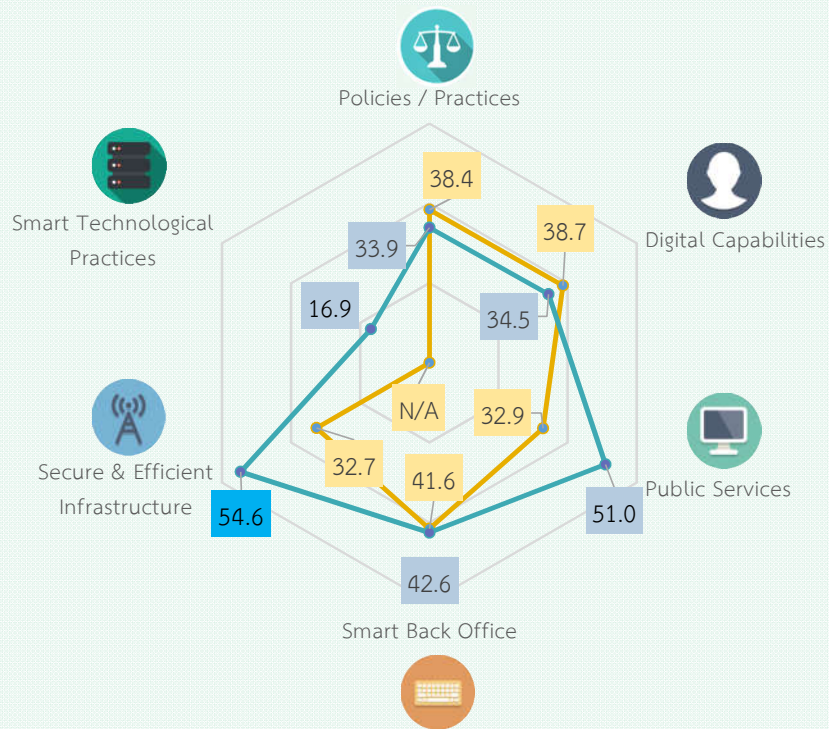 Policies / Practices
38.4
38.7
Smart Technological
Practices
Digital Capabilities
33.9
16.9
34.5
N/A
32.9
32.7
41.6
Secure & Efficient
Infrastructure
Public Services
54.6
51.0
42.6
Smart Back Office